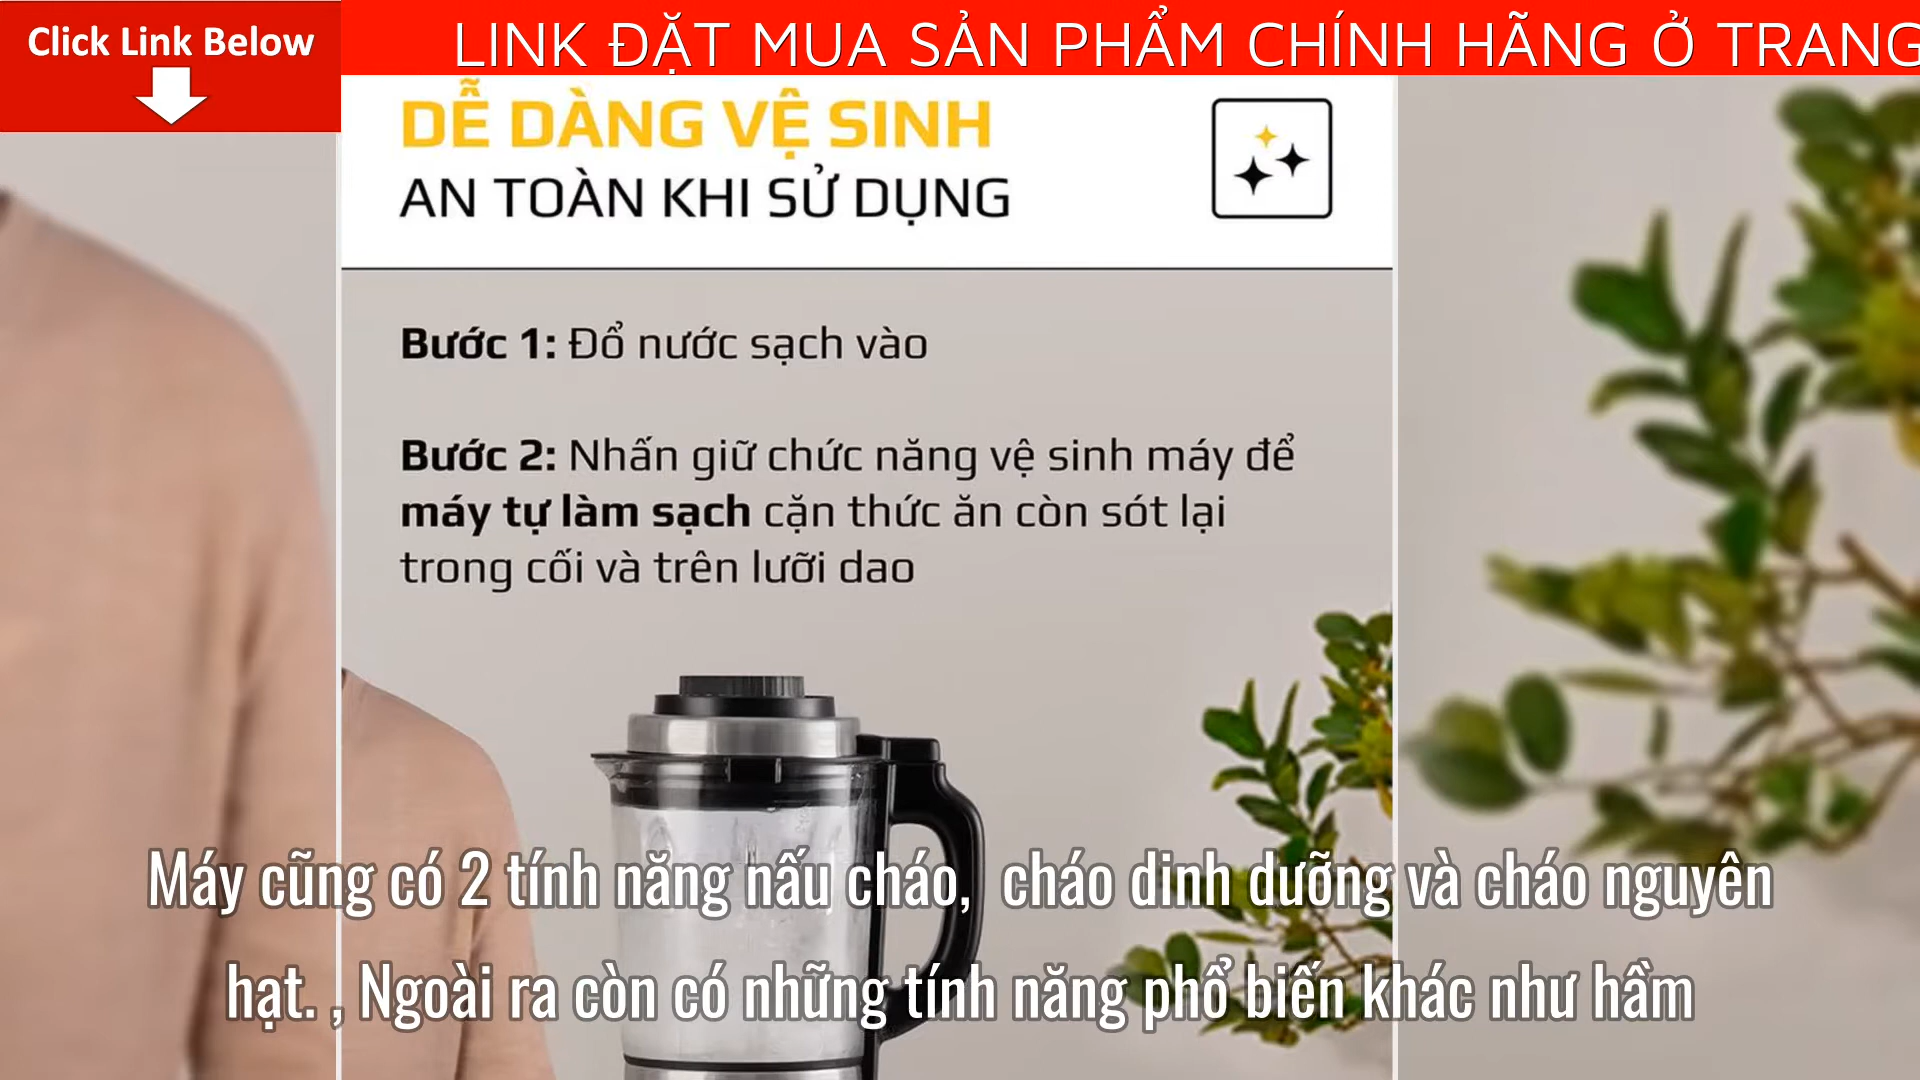 Click Link Below
LINK ĐẶT MUA SẢN PHẨM CHÍNH HÃNG Ở TRANG
DỄ DÀNG VỆ SINH
AN TOÀN KHI SỬ DỤNG
Bước 1: Đổ nước sạch vào
Bước 2: Nhấn giữ chức năng vệ sinh máy để
máy tự làm sạch cặn thức ăn còn sót lại
trong cối và trên lưỡi dao
Máy cũng có 2 tính năng nấu cháo, cháo dinh dưỡng và cháo nguyên
hạt. , Ngoài ra còn có những tính năng phổ biến khác như hầm